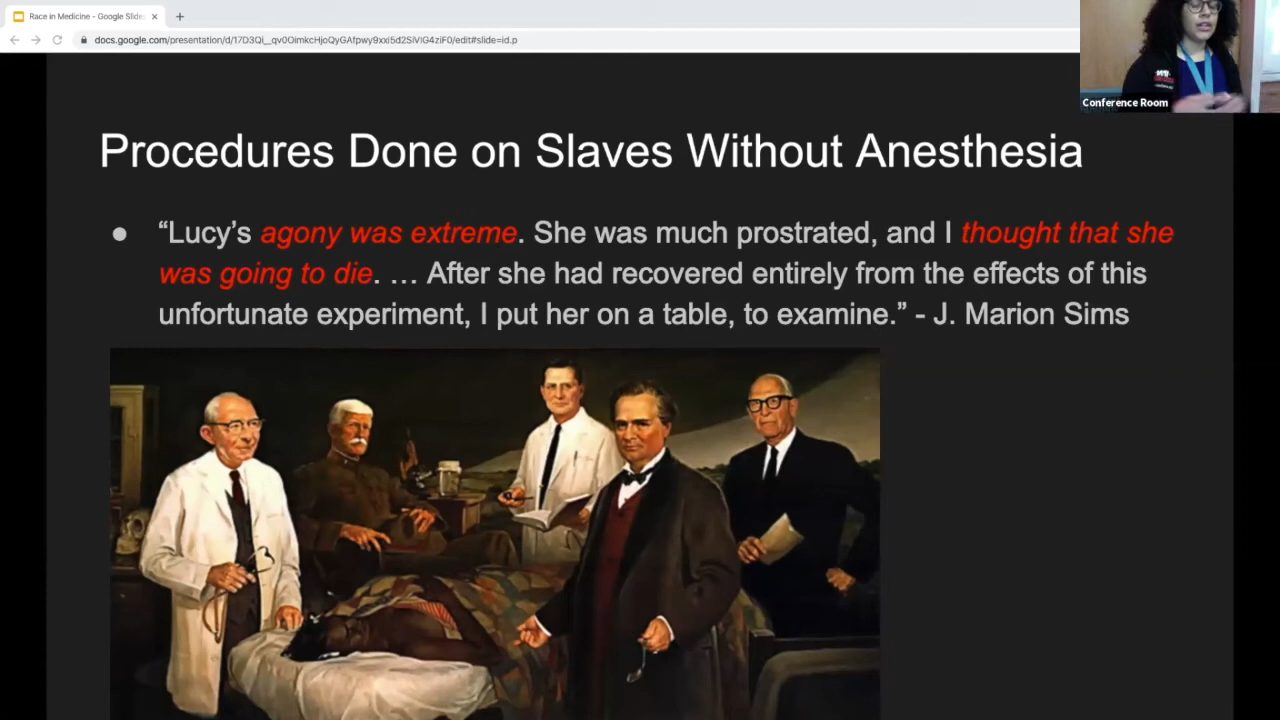 Race in Medicine - Google Slides
docs.google.com/presentation/d/17D3Qi__qv0OimkcHjoQyGAfpwy9xxi5d2SiVlG4ziF0/edit#slide=id.p
Conference Room
Procedures Done on Slaves Without Anesthesia
● “Lucy’s agony was extreme. She was much prostrated, and I thought that she
was going to die. … After she had recovered entirely from the effects of this
unfortunate experiment, I put her on a table, to examine.” - J. Marion Sims